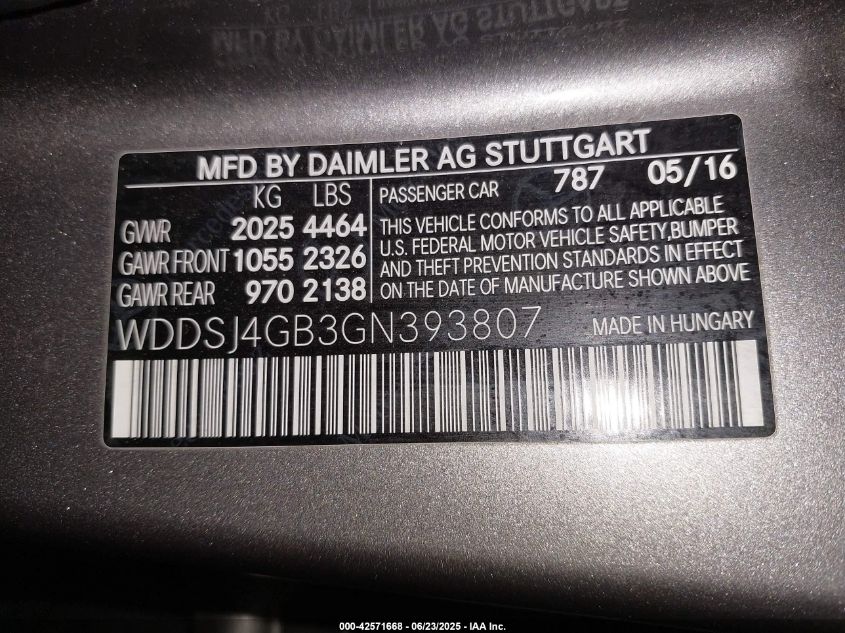 MFD BY DAIMLER AG STUTTGART
KG LBS
GVWR 2025 4464
GAWR FRONT 1055 2326
GAWR REAR 970 2138
PASSENGER CAR 787 05/16
THIS VEHICLE CONFORMS TO ALL APPLICABLE
U.S. FEDERAL MOTOR VEHICLE SAFETY,BUMPER
AND THEFT PREVENTION STANDARDS IN EFFECT
ON THE DATE OF MANUFACTURE SHOWN ABOVE
WDDSJ4GB3GN393807 MADE IN HUNGARY
000-42571668 - 06/23/2025 - IAA Inc.